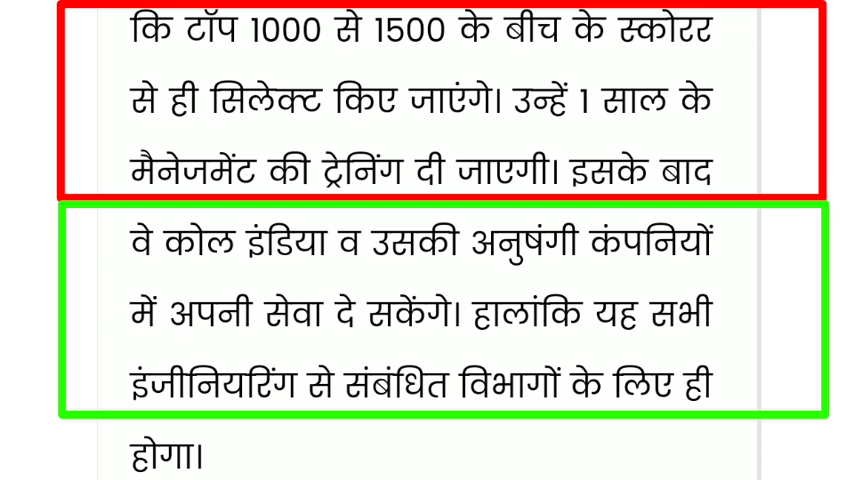 कि टॉप 1000 से 1500 के बीच के स्कोरर
से ही सिलेक्ट किए जाएंगे। उन्हें 1 साल के
मैनेजमेंट की ट्रेनिंग दी जाएगी। इसके बाद
वे कोल इंडिया व उसकी अनुषंगी कंपनियों
में अपनी सेवा दे सकेंगे। हालांकि यह सभी
इंजीनियरिंग से संबंधित विभागों के लिए ही
होगा।